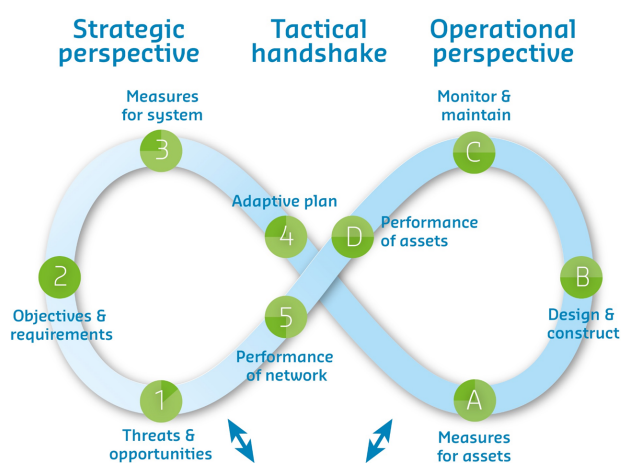 Strategic
perspective
Tactical
handshake
Operational
perspective
Measures
for system
3
Monitor &
maintain
C
Adaptive plan
4
D
Performance
of assets
2
Objectives &
requirements
B
Design &
construct
5
Performance
of network
1
Threats &
opportunities
A
Measures
for assets